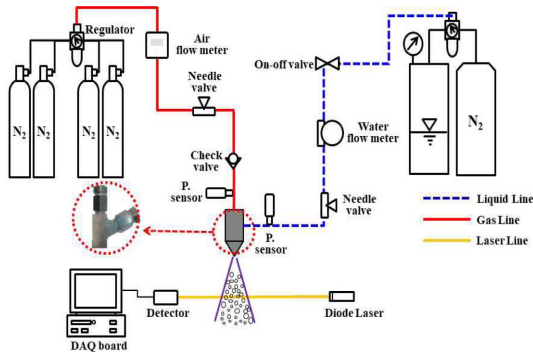 Regulator
Air
flow meter
On-off valve
Needle
valve
N2
N2
N2
N2
N2
Water
flow meter
Check
valve
P.
sensor
Needle
valve
P.
sensor
Liquid Line
Gas Line
Laser Line
Detector
Diode Laser
DAQ board